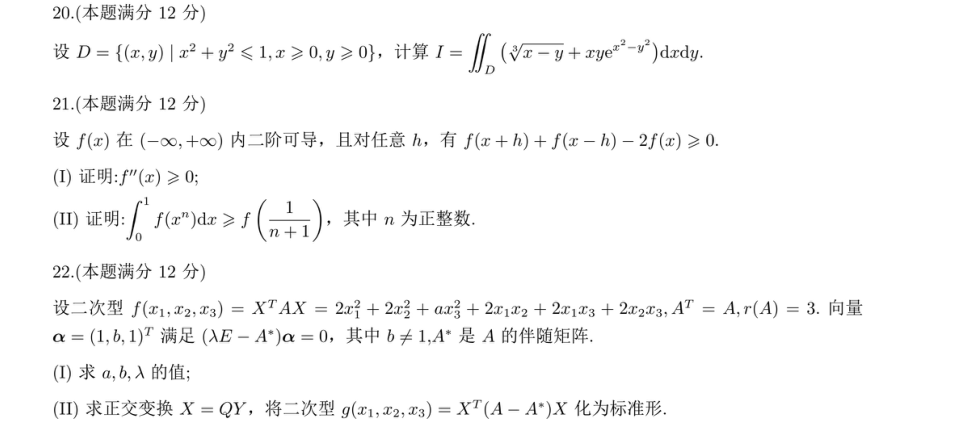 20.(本题满分 12 分)
设 D = {(x, y) | x² + y² ⩽ 1, x ⩾ 0, y ⩾ 0}，计算 I = ∬_D (∛(x − y) + xye^{x²−y²})dxdy.
21.(本题满分 12 分)
设 f(x) 在 (−∞, +∞) 内二阶可导，且对任意 h，有 f(x + h) + f(x − h) − 2f(x) ⩾ 0.
(I) 证明:f″(x) ⩾ 0;
(II) 证明:∫₀¹ f(xⁿ)dx ⩾ f(1/(n + 1))，其中 n 为正整数.
22.(本题满分 12 分)
设二次型 f(x₁, x₂, x₃) = XᵀAX = 2x₁² + 2x₂² + ax₃² + 2x₁x₂ + 2x₁x₃ + 2x₂x₃, Aᵀ = A, r(A) = 3. 向量
α = (1, b, 1)ᵀ 满足 (λE − A*)α = 0，其中 b ≠ 1,A* 是 A 的伴随矩阵.
(I) 求 a, b, λ 的值;
(II) 求正交变换 X = QY，将二次型 g(x₁, x₂, x₃) = Xᵀ(A − A*)X 化为标准形.